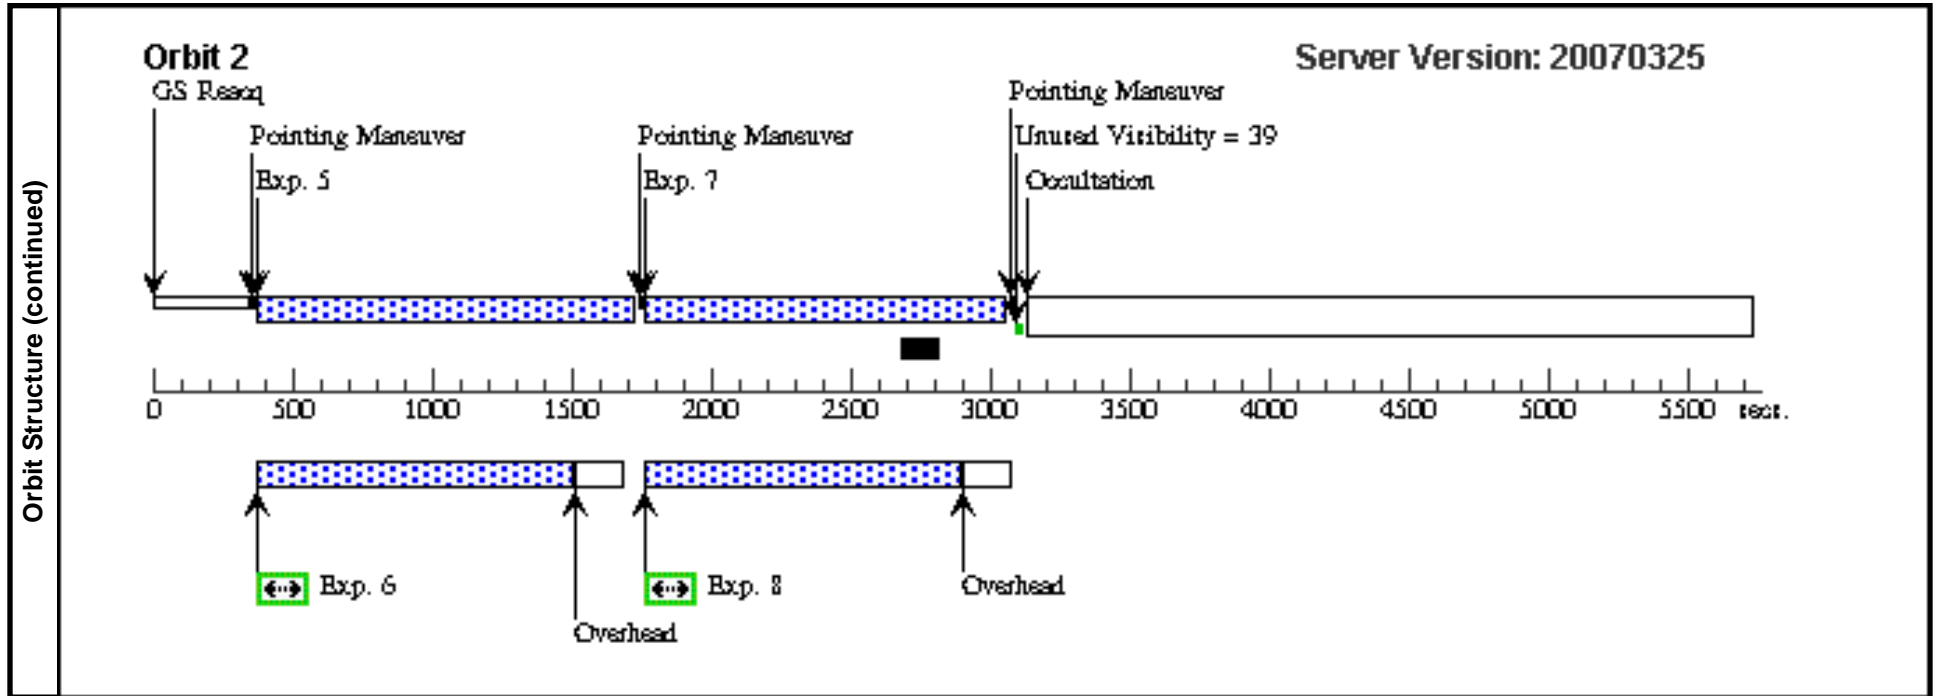 Orbit Structure (continued)
Orbit 2
Server Version: 20070325
GS Reacq
Pointing Maneuver
Pointing Maneuver
Pointing Maneuver
Unused Visibility = 39
Exp. 5
Exp. 7
Occultation
0 500 1000 1500 2000 2500 3000 3500 4000 4500 5000 5500 secs.
Exp. 6
Exp. 8
Overhead
Overhead